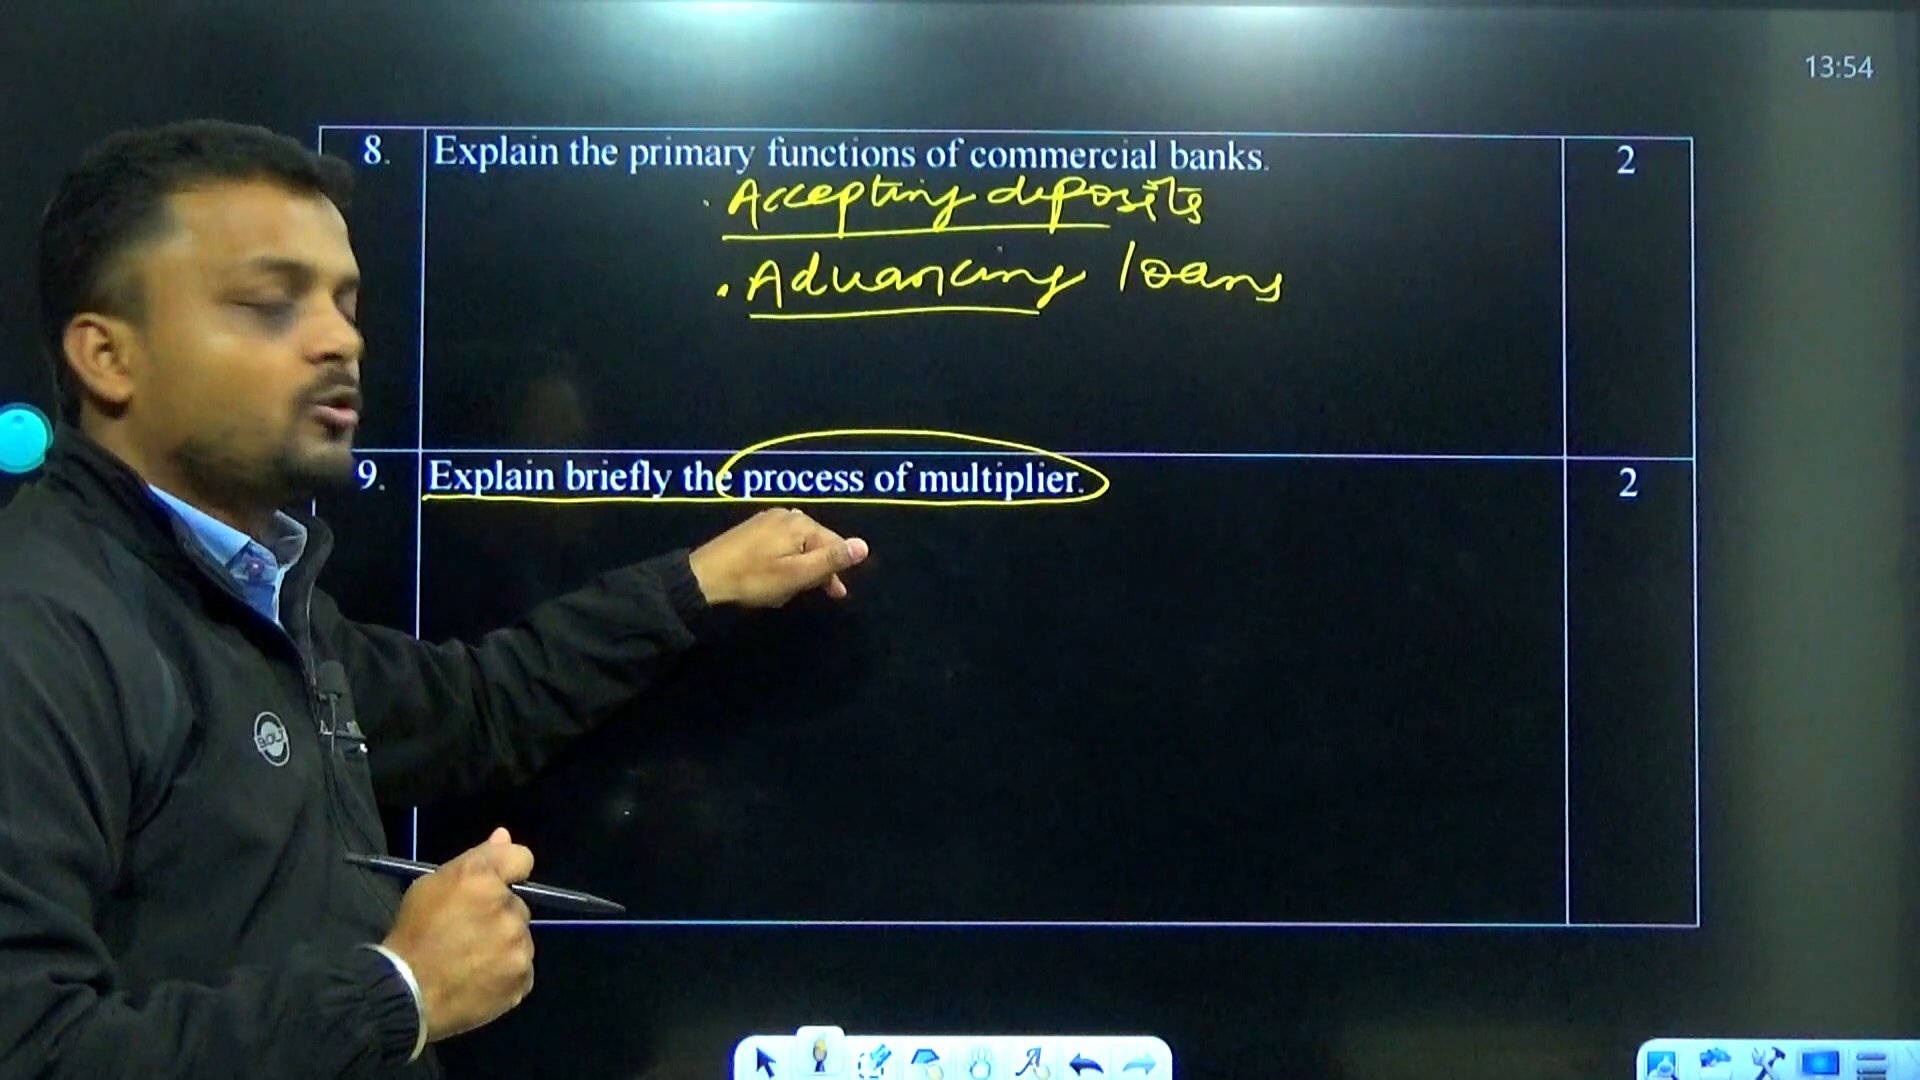 13:54
8. Explain the primary functions of commercial banks. 2
. Accepting deposits
. Advancing loans
9. Explain briefly the process of multiplier. 2
BOLT